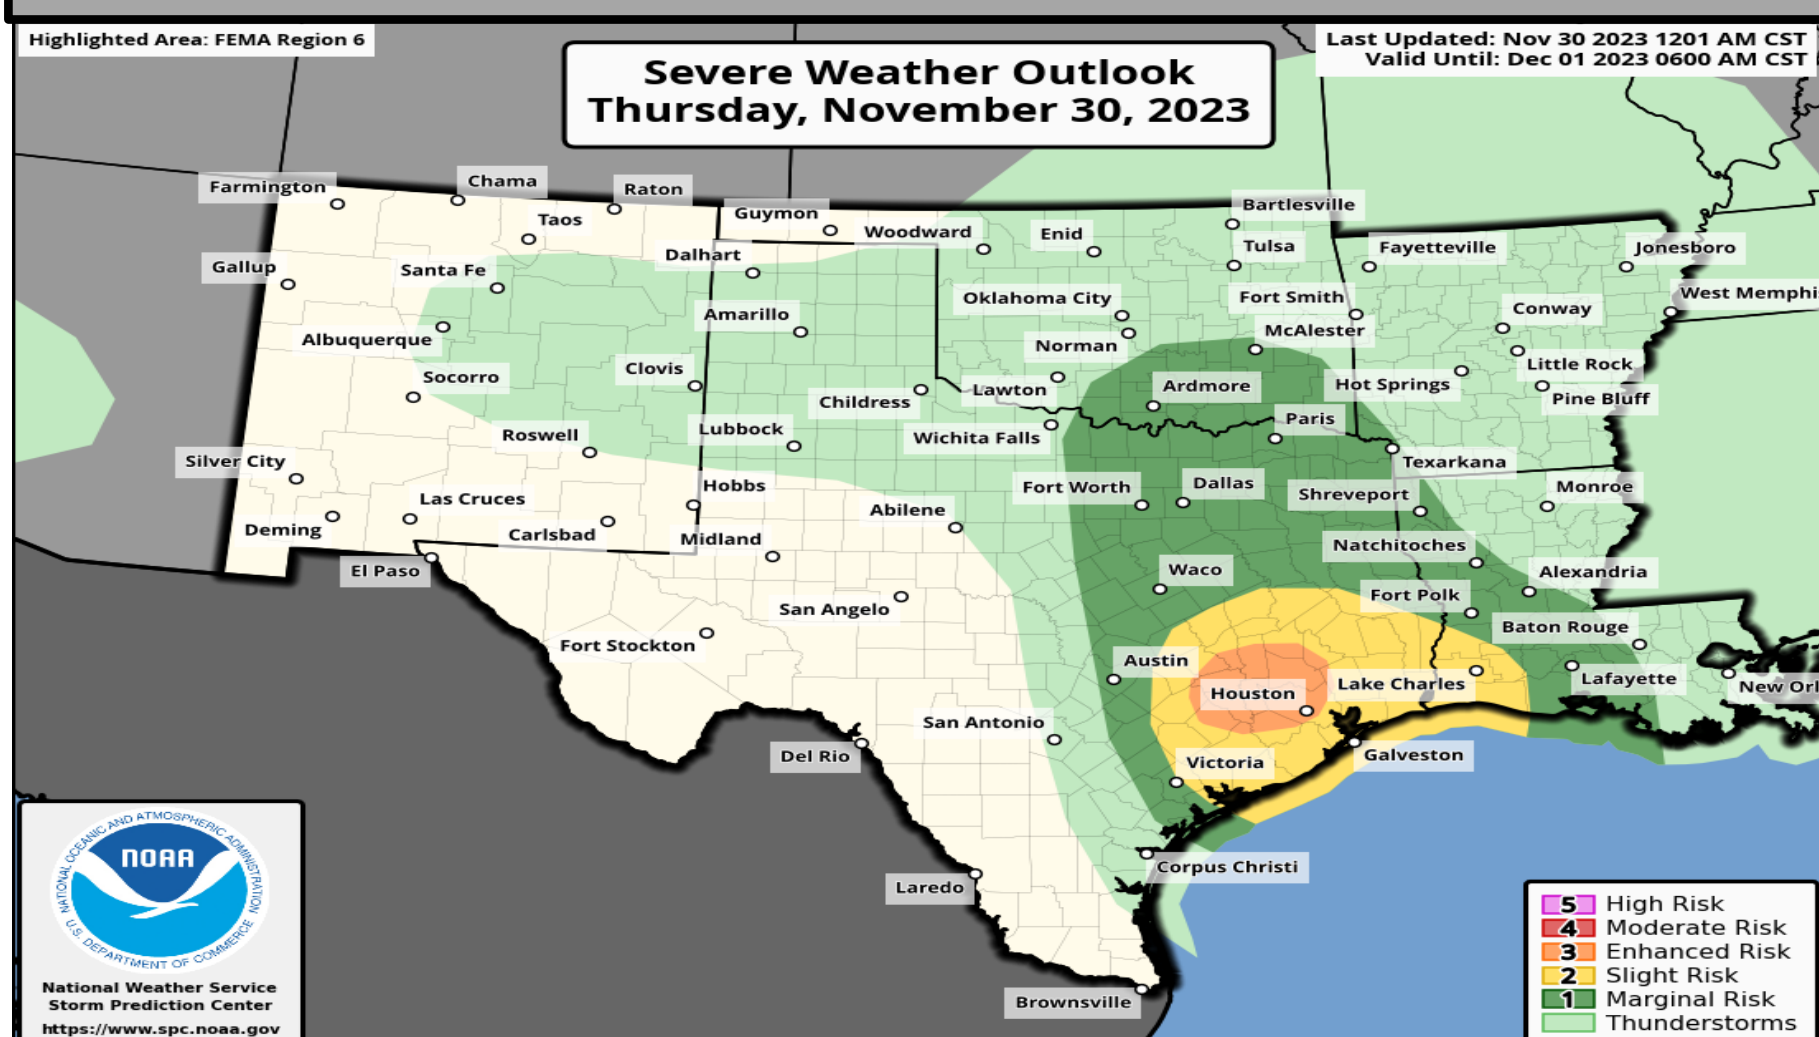 Highlighted Area: FEMA Region 6
Severe Weather Outlook
Thursday, November 30, 2023
Last Updated: Nov 30 2023 1201 AM CST
Valid Until: Dec 01 2023 0600 AM CST
Farmington
Chama
Raton
Taos
Guymon
Woodward
Enid
Bartlesville
Tulsa
Fayetteville
Jonesboro
Gallup
Santa Fe
Dalhart
Amarillo
Oklahoma City
Fort Smith
Conway
West Memphi
Albuquerque
Norman
McAlester
Little Rock
Socorro
Clovis
Childress
Lawton
Ardmore
Hot Springs
Pine Bluff
Roswell
Lubbock
Wichita Falls
Paris
Texarkana
Silver City
Las Cruces
Hobbs
Fort Worth
Dallas
Shreveport
Monroe
Deming
Carlsbad
Midland
Abilene
Natchitoches
El Paso
Waco
Alexandria
San Angelo
Fort Polk
Fort Stockton
Baton Rouge
Austin
Houston
Lake Charles
Lafayette
New Orl
San Antonio
Del Rio
Victoria
Galveston
Laredo
Corpus Christi
Brownsville
NATIONAL OCEANIC AND ATMOSPHERIC ADMINISTRATION
NOAA
U.S. DEPARTMENT OF COMMERCE
National Weather Service
Storm Prediction Center
https://www.spc.noaa.gov
5 High Risk
4 Moderate Risk
3 Enhanced Risk
2 Slight Risk
1 Marginal Risk
Thunderstorms